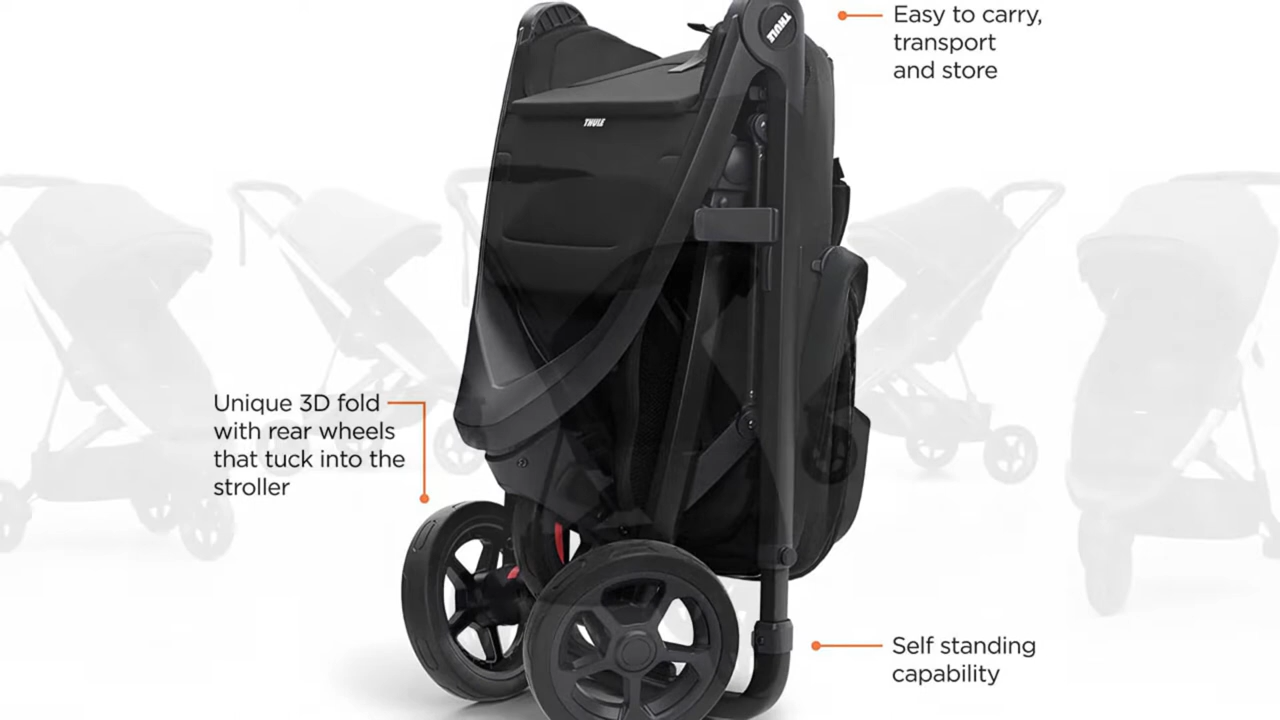 Easy to carry,
transport
and store
THULE
THULE
Unique 3D fold
with rear wheels
that tuck into the
stroller
Self standing
capability